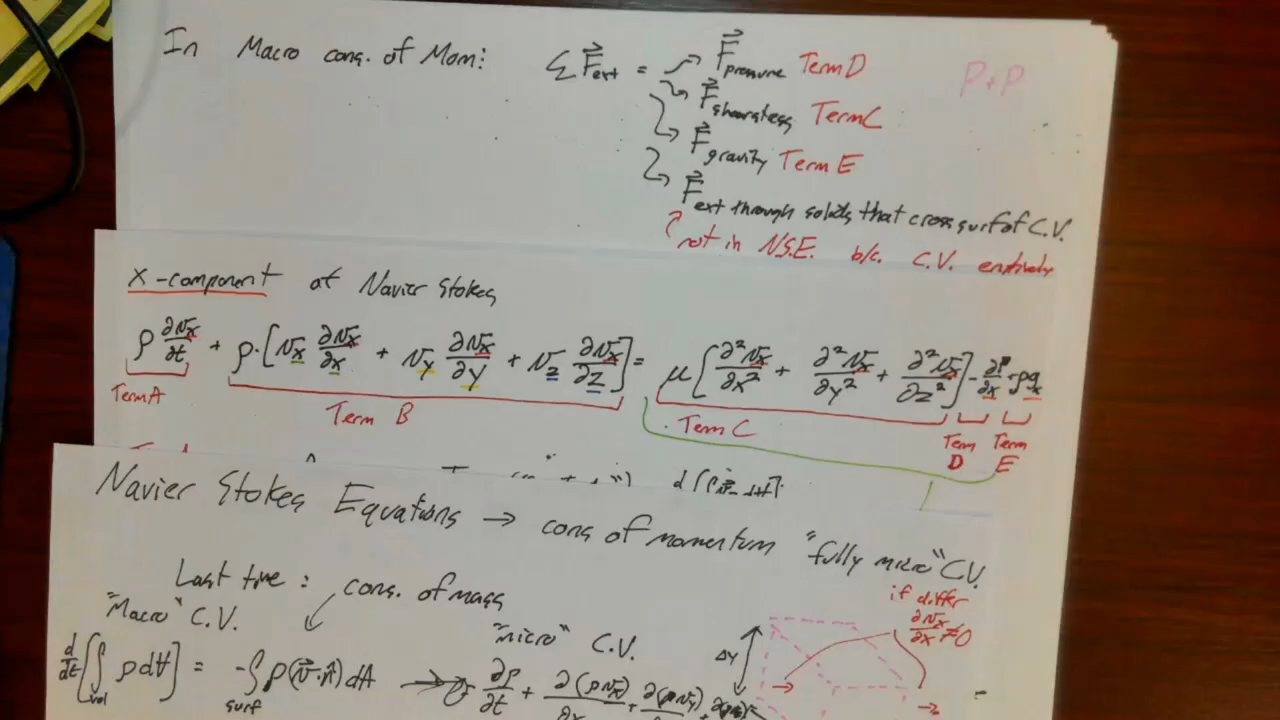 In Macro cons. of Mom: Σ F⃗ext = F⃗pressure Term D
F⃗shearstress Term C
F⃗gravity Term E
F⃗ext through solids that cross surf of C.V.
not in N.S.E. b/c. C.V. entirely
P+P
X-component of Navier Stokes
ρ ∂vx/∂t + ρ·[vx ∂vx/∂x + vy ∂vx/∂y + vz ∂vx/∂z] = μ[∂²vx/∂x² + ∂²vx/∂y² + ∂²vx/∂z²] - ∂P/∂x + ρgx
Term A Term B Term C Term D Term E
Navier Stokes Equations → cons of momentum "fully micro" C.V.
Last time : cons. of mass
if differ
∂vx/∂x ≠ 0
"Macro" C.V.
"micro" C.V.
ΔY
d/dt[∫vol ρ dV] = -∫surf ρ(v⃗·n̂) dA → 0 = ∂ρ/∂t + ∂(ρvx)/∂x + ∂(ρvy) +